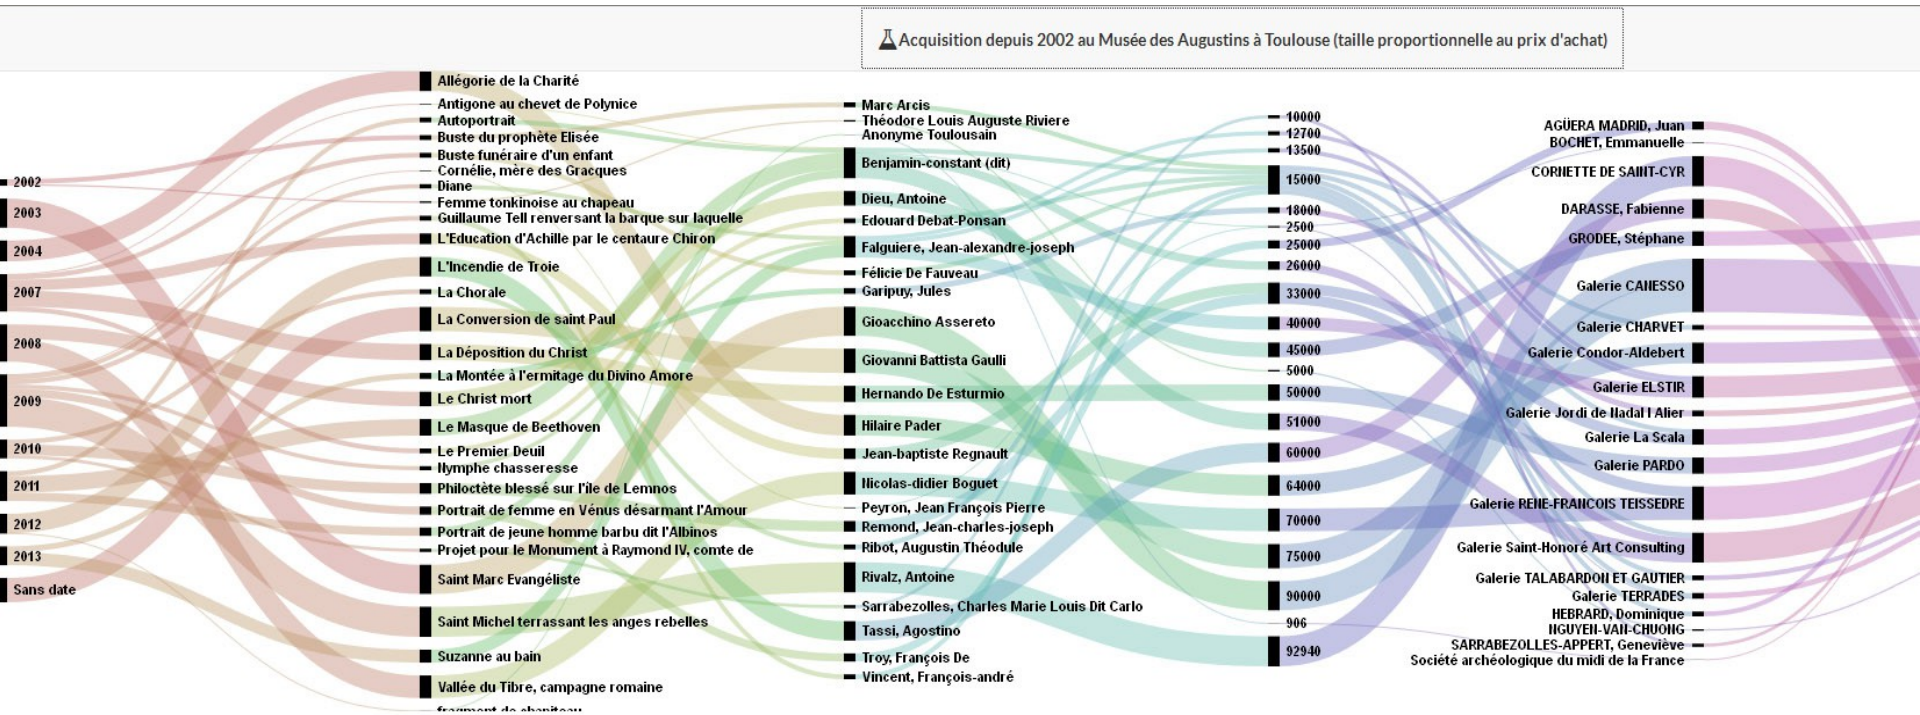 Acquisition depuis 2002 au Musée des Augustins à Toulouse (taille proportionnelle au prix d'achat)
2002
2003
2004
2007
2008
2009
2010
2011
2012
2013
Sans date
Allégorie de la Charité
Antigone au chevet de Polynice
Autoportrait
Buste du prophète Elisée
Buste funéraire d'un enfant
Cornélie, mère des Gracques
Diane
Femme tonkinoise au chapeau
Guillaume Tell renversant la barque sur laquelle
L'Education d'Achille par le centaure Chiron
L'Incendie de Troie
La Chorale
La Conversion de saint Paul
La Déposition du Christ
La Montée à l'ermitage du Divino Amore
Le Christ mort
Le Masque de Beethoven
Le Premier Deuil
Nymphe chasseresse
Philoctète blessé sur l'île de Lemnos
Portrait de femme en Vénus désarmant l'Amour
Portrait de jeune homme barbu dit l'Albinos
Projet pour le Monument à Raymond IV, comte de
Saint Marc Evangéliste
Saint Michel terrassant les anges rebelles
Suzanne au bain
Vallée du Tibre, campagne romaine
fragment de chapiteau
Marc Arcis
Théodore Louis Auguste Riviere
Anonyme Toulousain
Benjamin-constant (dit)
Dieu, Antoine
Edouard Debat-Ponsan
Falguiere, Jean-alexandre-joseph
Félicie De Fauveau
Garipuy, Jules
Gioacchino Assereto
Giovanni Battista Gaulli
Hernando De Esturmio
Hilaire Pader
Jean-baptiste Regnault
Nicolas-didier Boguet
Peyron, Jean François Pierre
Remond, Jean-charles-joseph
Ribot, Augustin Théodule
Rivalz, Antoine
Sarrabezolles, Charles Marie Louis Dit Carlo
Tassi, Agostino
Troy, François De
Vincent, François-andré
10000
12700
13500
15000
18000
2500
25000
26000
33000
40000
45000
5000
50000
51000
60000
64000
70000
75000
90000
906
92940
AGÜERA MADRID, Juan
BOCHET, Emmanuelle
CORNETTE DE SAINT-CYR
DARASSE, Fabienne
GRODEE, Stéphane
Galerie CANESSO
Galerie CHARVET
Galerie Condor-Aldebert
Galerie ELSTIR
Galerie Jordi de Nadal I Alier
Galerie La Scala
Galerie PARDO
Galerie RENE-FRANCOIS TEISSEDRE
Galerie Saint-Honoré Art Consulting
Galerie TALABARDON ET GAUTIER
Galerie TERRADES
HEBRARD, Dominique
NGUYEN-VAN-CHUONG
SARRABEZOLLES-APPERT, Geneviève
Société archéologique du midi de la France